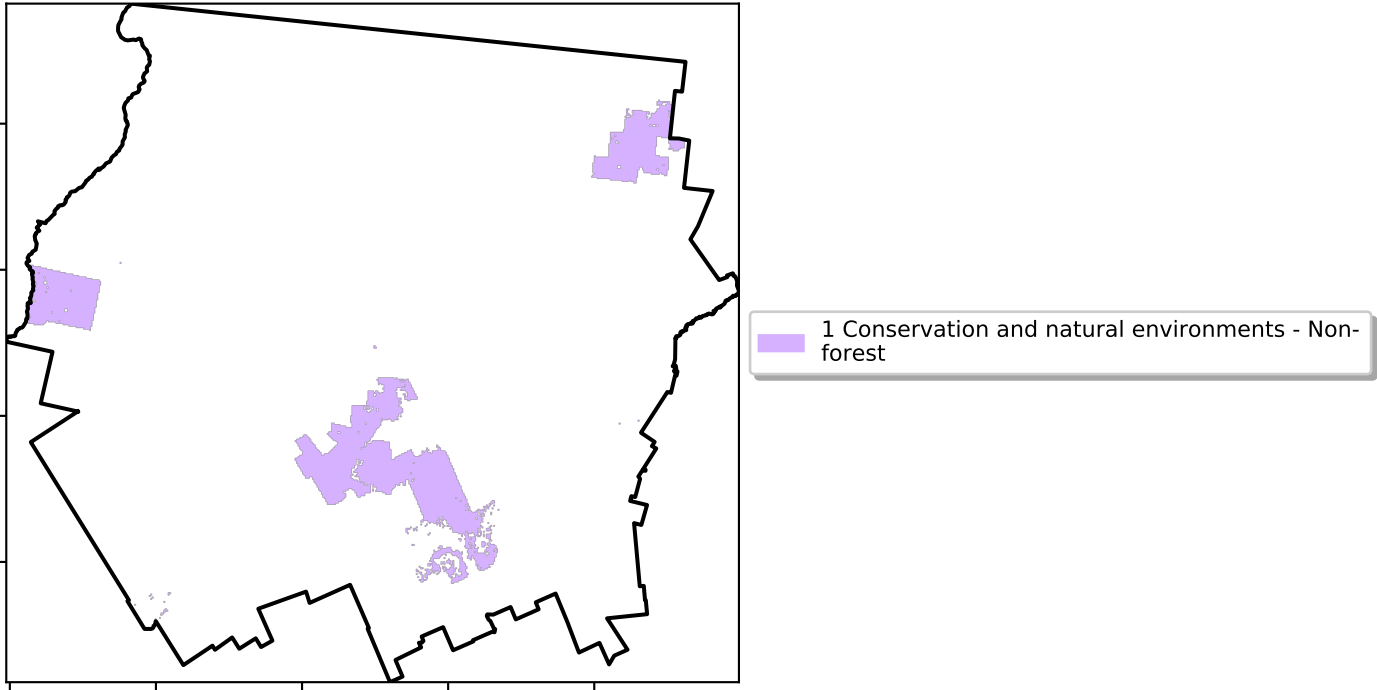 1 Conservation and natural environments - Non-
forest